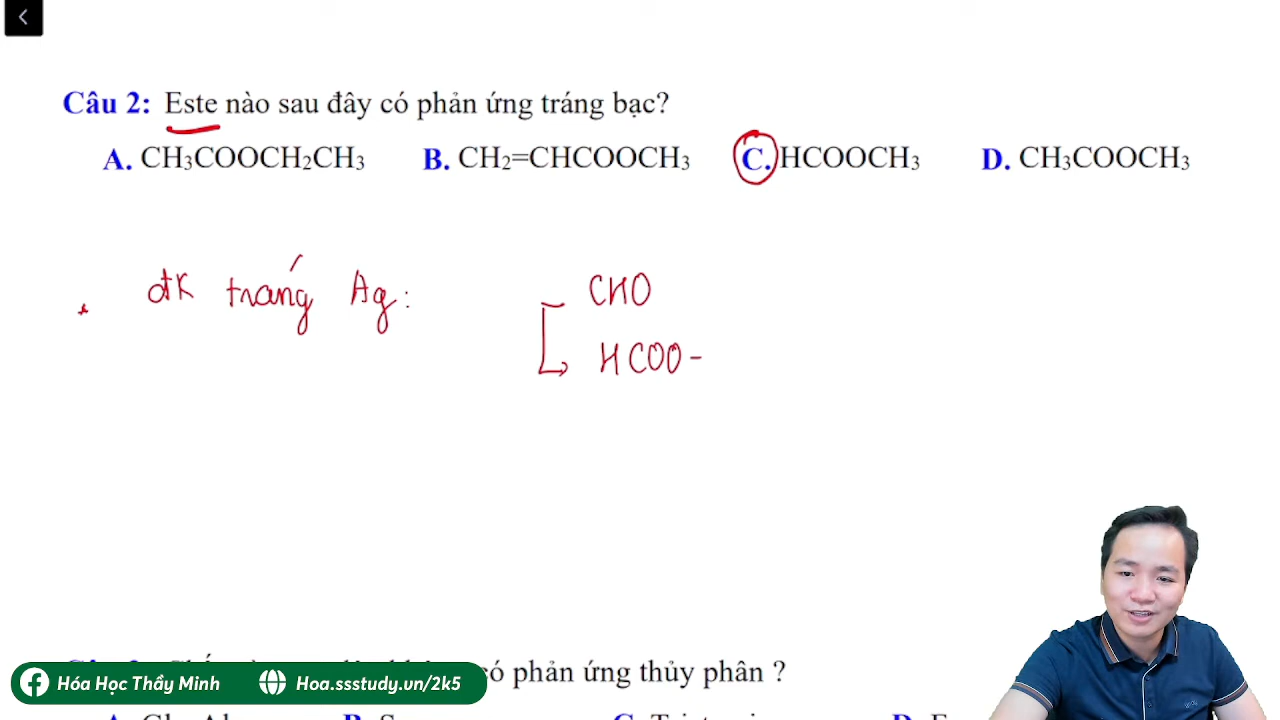 Câu 2: Este nào sau đây có phản ứng tráng bạc?
A. CH₃COOCH₂CH₃ B. CH₂=CHCOOCH₃ C. HCOOCH₃ D. CH₃COOCH₃
* đk tráng Ag: CHO
HCOO-
có phản ứng thủy phân ?
Hóa Học Thầy Minh Hoa.ssstudy.vn/2k5